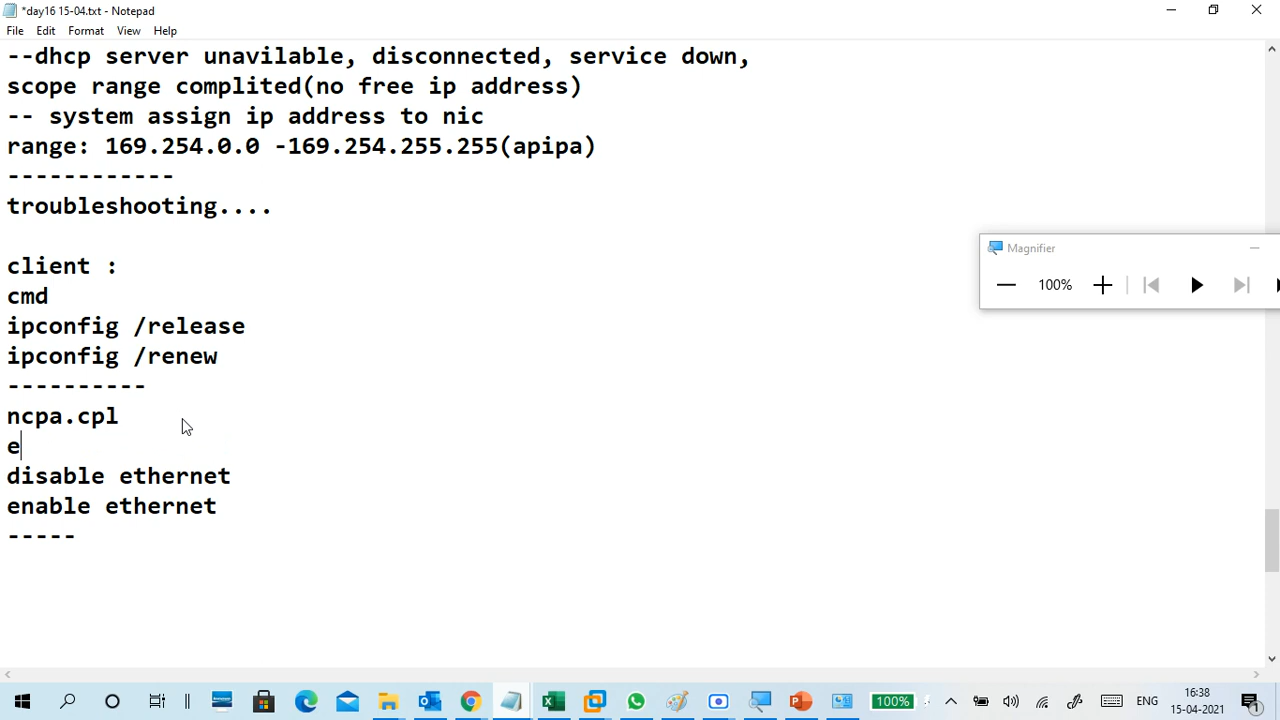 *day16 15-04.txt - Notepad
File Edit Format View Help
--dhcp server unavilable, disconnected, service down,
scope range complited(no free ip address)
-- system assign ip address to nic
range: 169.254.0.0 -169.254.255.255(apipa)
------------
troubleshooting....
client :
cmd
ipconfig /release
ipconfig /renew
----------
ncpa.cpl
e
disable ethernet
enable ethernet
-----
Magnifier
100%
100%
ENG
16:38
15-04-2021
1